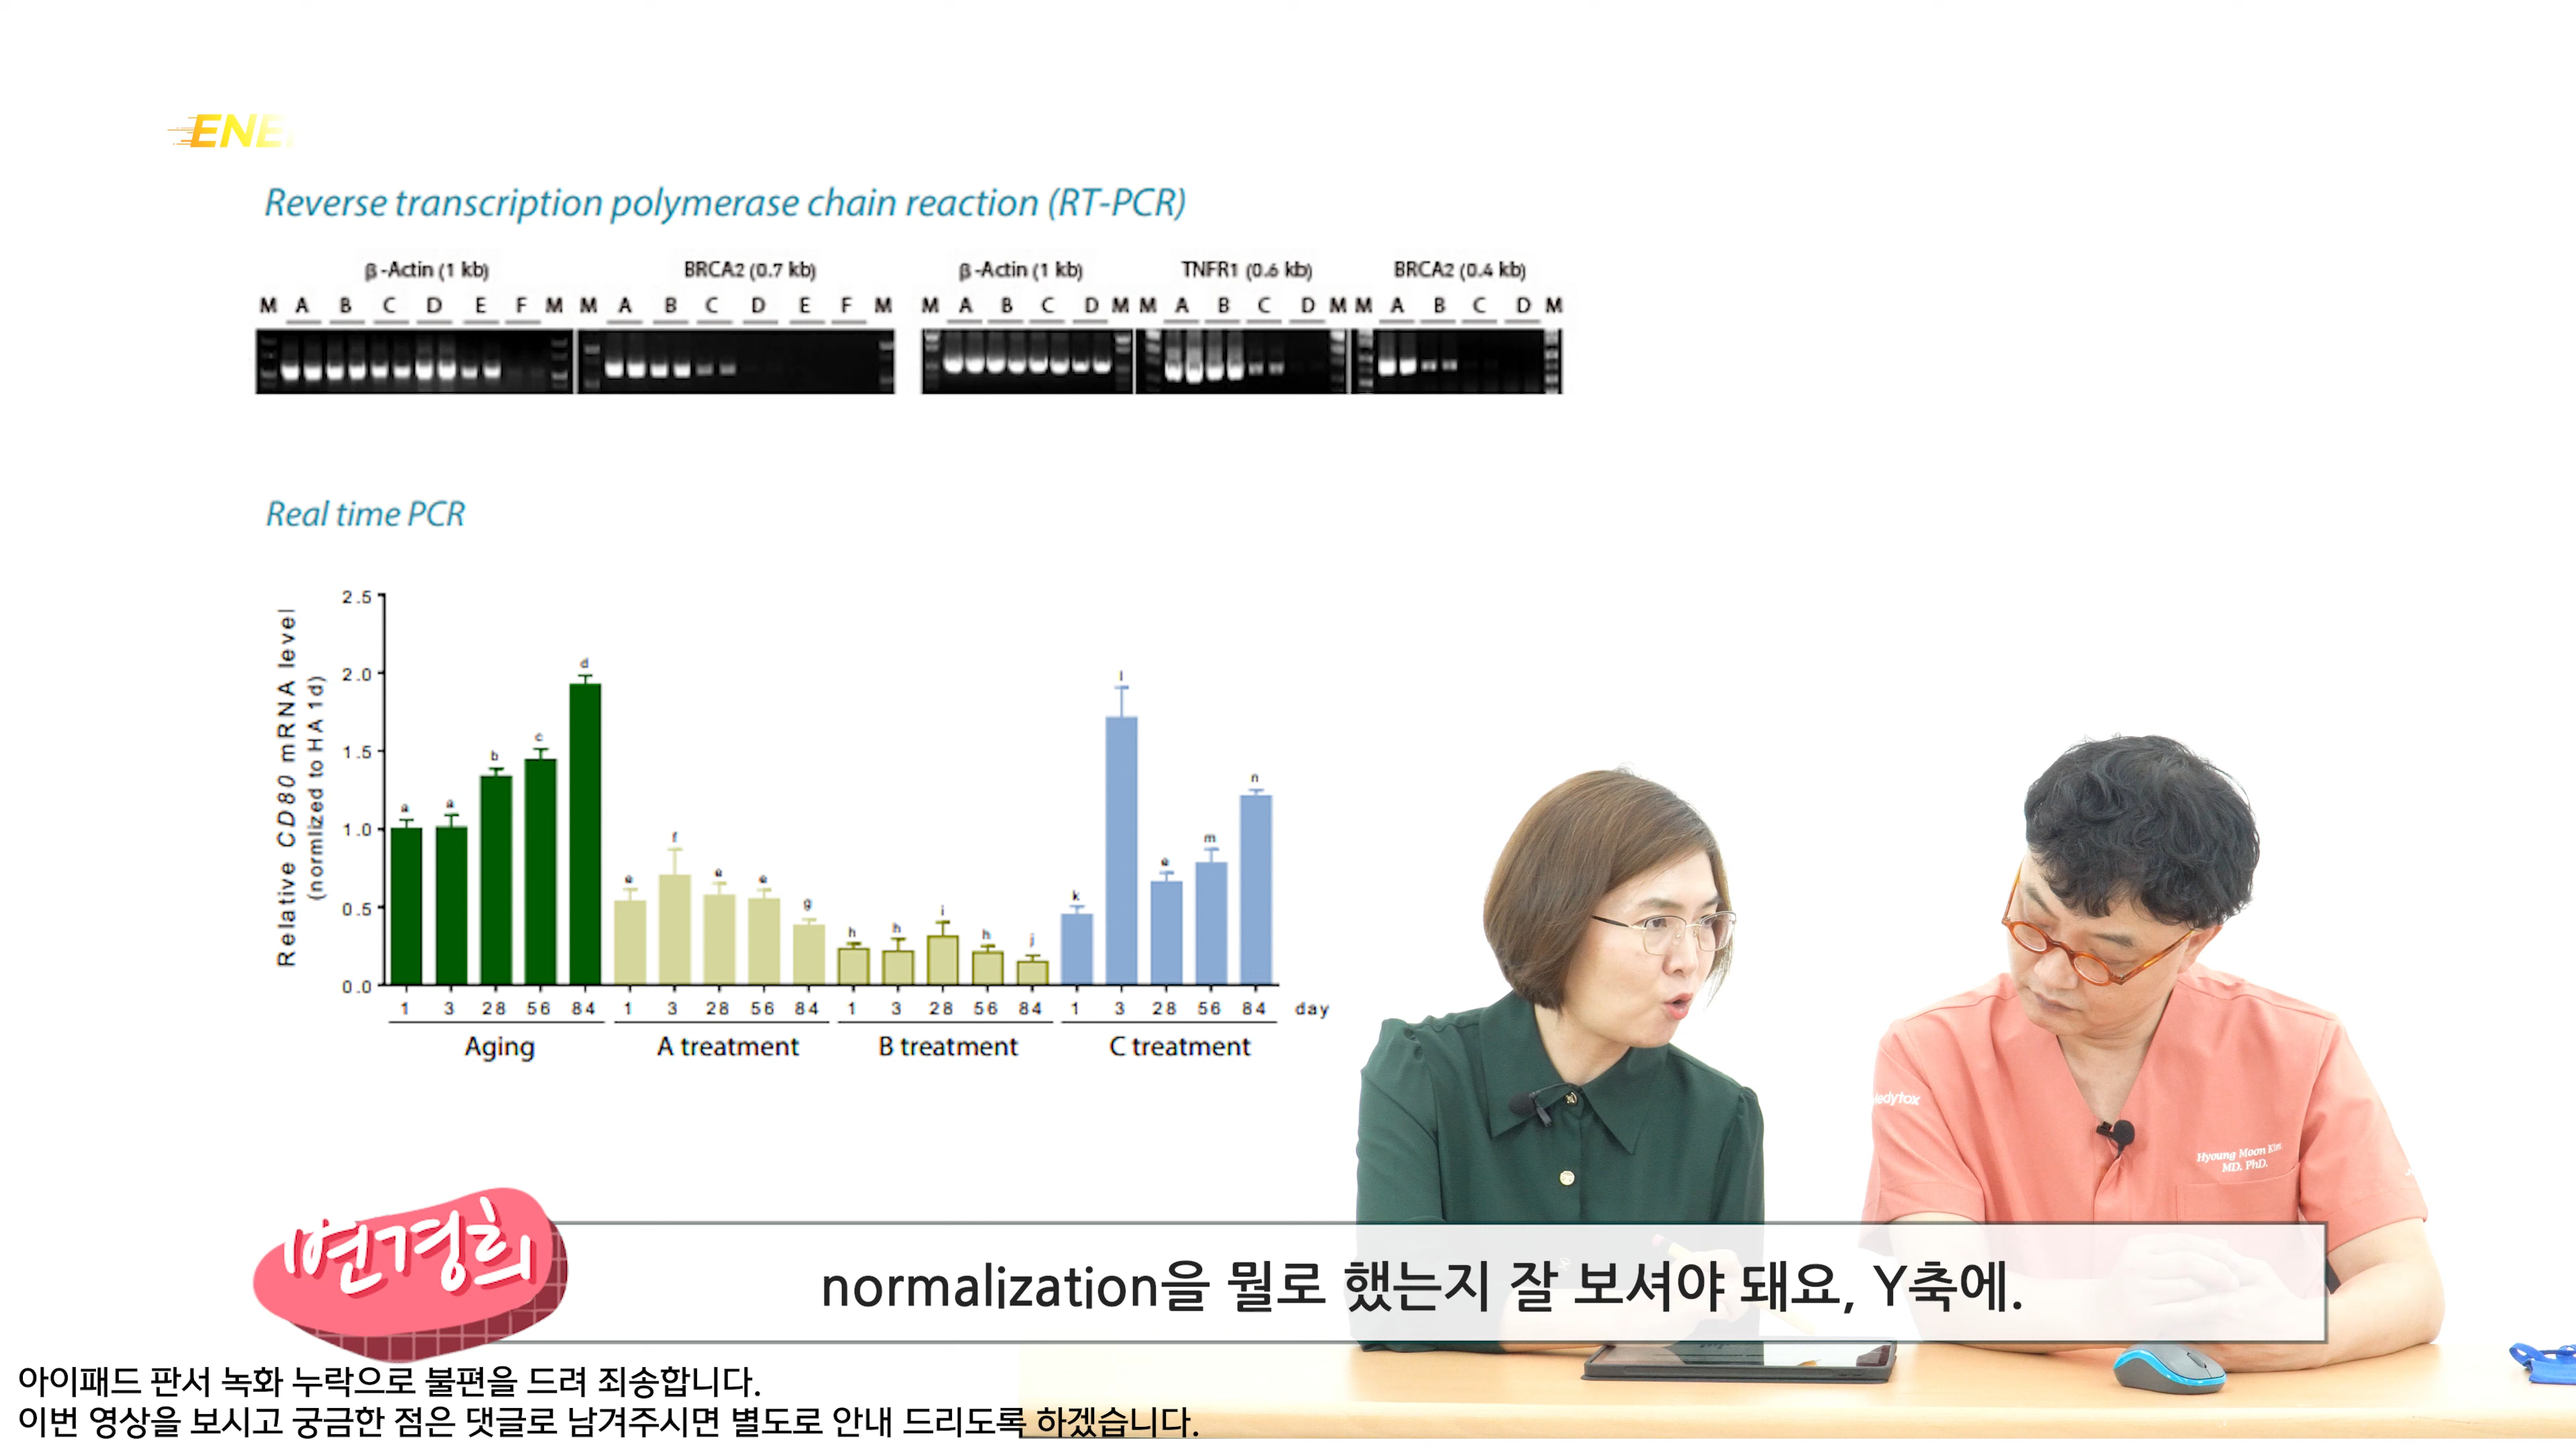 ENE
Reverse transcription polymerase chain reaction (RT-PCR)
β-Actin (1 kb) BRCA2 (0.7 kb) β-Actin (1 kb) TNFR1 (0.6 kb) BRCA2 (0.4 kb)
M A B C D E F M M A B C D E F M M A B C D M M A B C D M M A B C D M
Real time PCR
Relative CD80 mRNA level
(normlized to HA 1d)
2.5
2.0
1.5
1.0
0.5
0.0
a a b c d e f e e g h h i h j k l e m n
1 3 28 56 84 1 3 28 56 84 1 3 28 56 84 1 3 28 56 84 day
Aging A treatment B treatment C treatment
edytox
Hyoung Moon Kim
MD. PhD.
변경희
normalization을 뭘로 했는지 잘 보셔야 돼요, Y축에.
아이패드 판서 녹화 누락으로 불편을 드려 죄송합니다.
이번 영상을 보시고 궁금한 점은 댓글로 남겨주시면 별도로 안내 드리도록 하겠습니다.